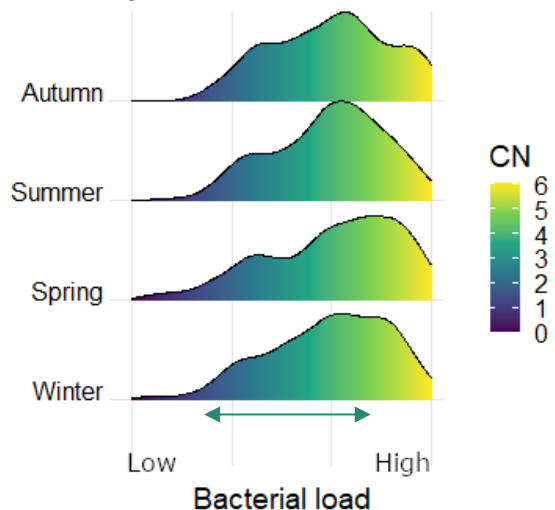 Autumn
Summer
Spring
Winter
Low High
Bacterial load
CN
6
5
4
3
2
1
0